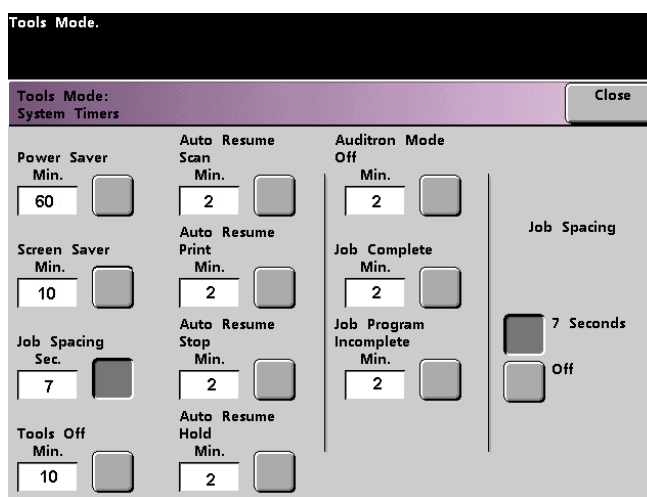 Tools Mode.
Tools Mode:
System Timers
Close
Power Saver
Min.
60
Screen Saver
Min.
10
Job Spacing
Sec.
7
Tools Off
Min.
10
Auto Resume
Scan
Min.
2
Auto Resume
Print
Min.
2
Auto Resume
Stop
Min.
2
Auto Resume
Hold
Min.
2
Auditron Mode
Off
Min.
2
Job Complete
Min.
2
Job Program
Incomplete
Min.
2
Job Spacing
7 Seconds
Off